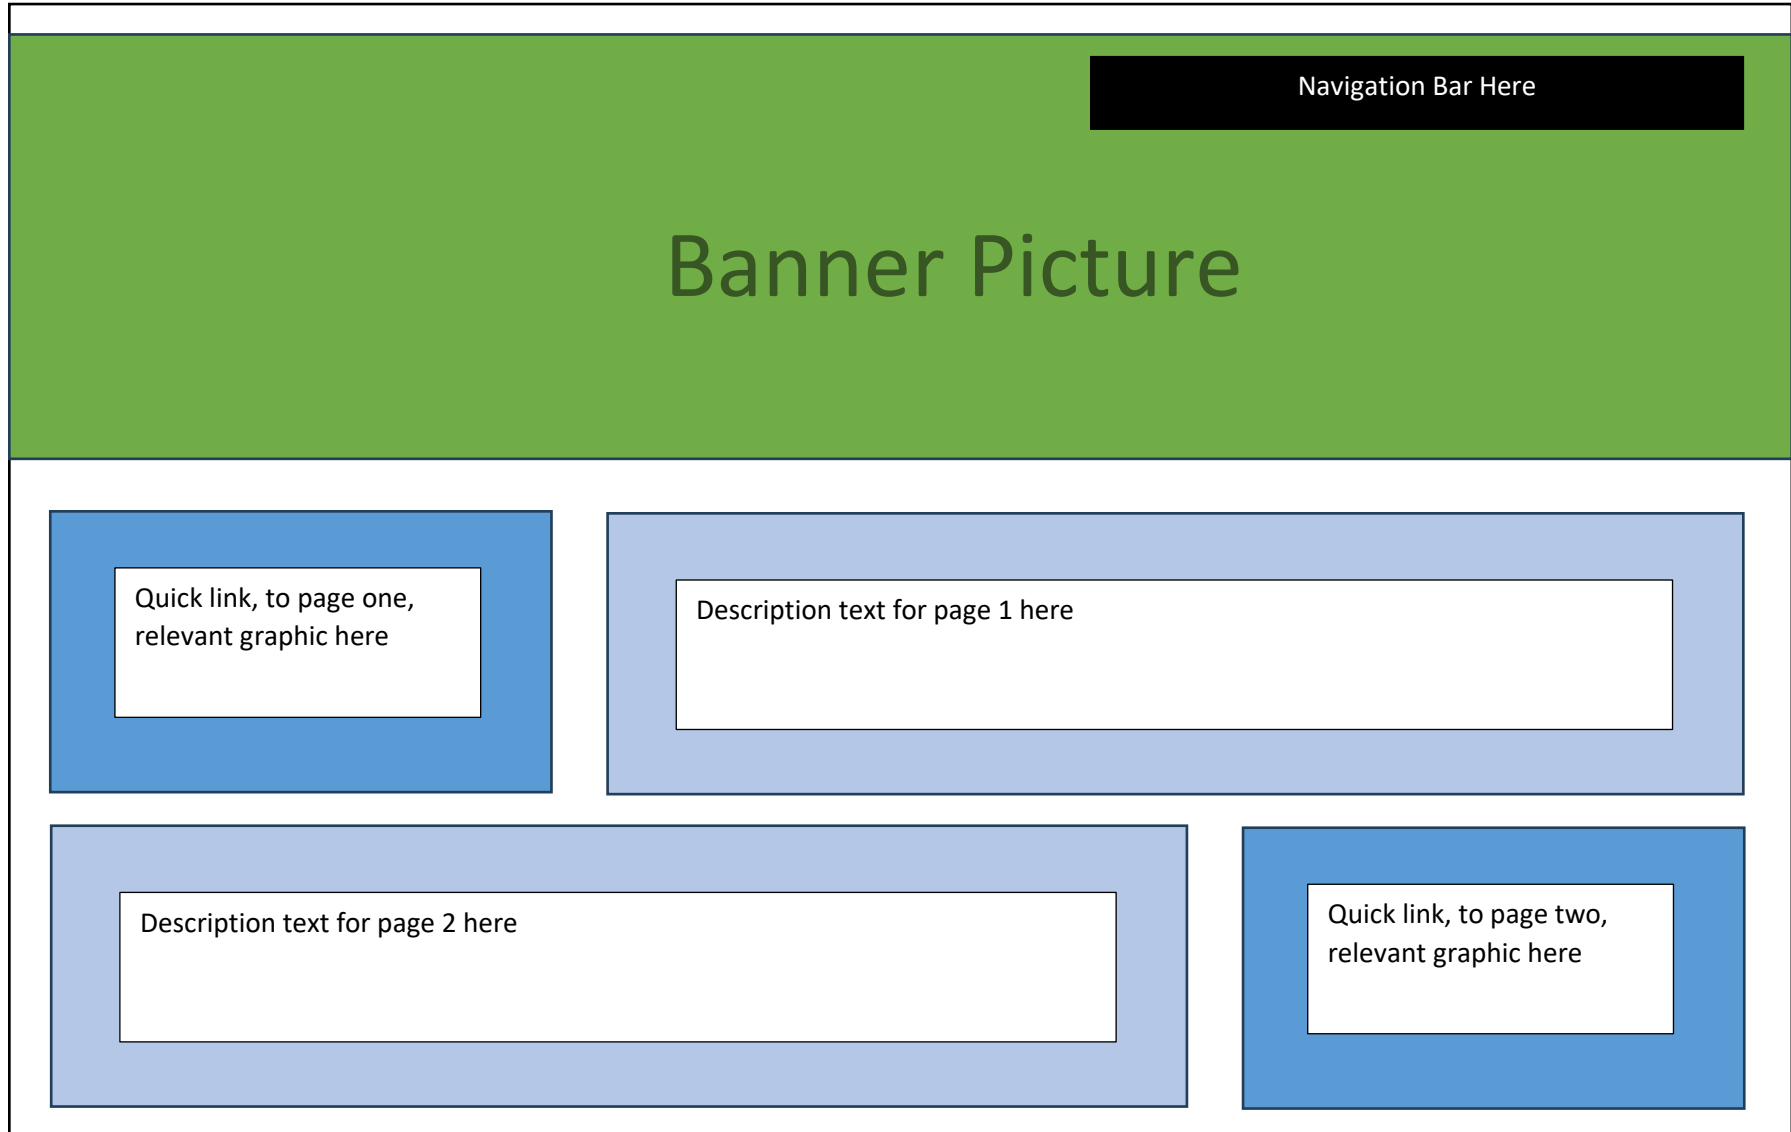 Navigation Bar Here
Banner Picture
Quick link, to page one,
relevant graphic here
Description text for page 1 here
Description text for page 2 here
Quick link, to page two,
relevant graphic here